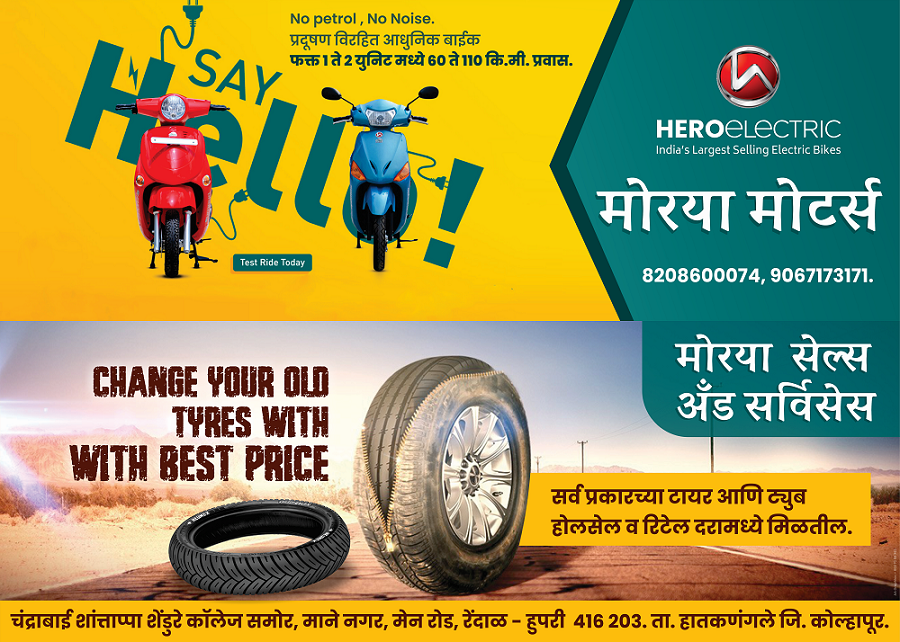 No petrol , No Noise.
प्रदूषण विरहित आधुनिक बाईक
फक्त 1 ते 2 युनिट मध्ये 60 ते 110 कि.मी. प्रवास.
SAY
Hello!
Test Ride Today
HEROELECTRIC
India's Largest Selling Electric Bikes
मोरया मोटर्स
8208600074, 9067173171.
मोरया सेल्स
अँड सर्विसेस
CHANGE YOUR OLD
TYRES WITH
WITH BEST PRICE
सर्व प्रकारच्या टायर आणि ट्युब
होलसेल व रिटेल दरामध्ये मिळतील.
चंद्राबाई शांत्ताप्पा शेंडुरे कॉलेज समोर, माने नगर, मेन रोड, रेंदाळ - हुपरी 416 203. ता. हातकणंगले जि. कोल्हापूर.